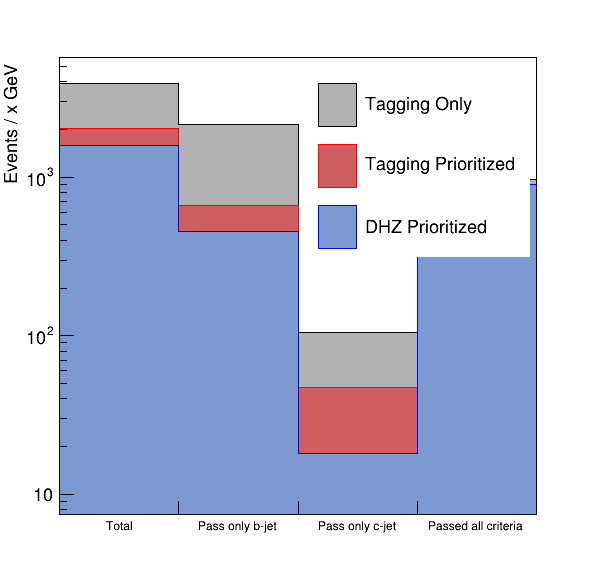 Events / x GeV
10³
10²
10
Tagging Only
Tagging Prioritized
DHZ Prioritized
Total
Pass only b-jet
Pass only c-jet
Passed all criteria